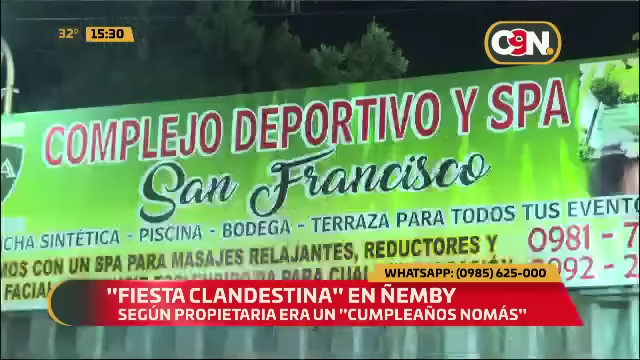 32° 15:30
C9N.
COMPLEJO DEPORTIVO Y SPA
San Francisco
CHA SINTÉTICA - PISCINA - BODEGA - TERRAZA PARA TODOS TUS EVENTO
MOS CON UN SPA PARA MASAJES RELAJANTES, REDUCTORES Y
0981 - 7
FACIAL
PARA
0992 - 2
WHATSAPP: (0985) 625-000
"FIESTA CLANDESTINA" EN ÑEMBY
SEGÚN PROPIETARIA ERA UN "CUMPLEAÑOS NOMÁS"